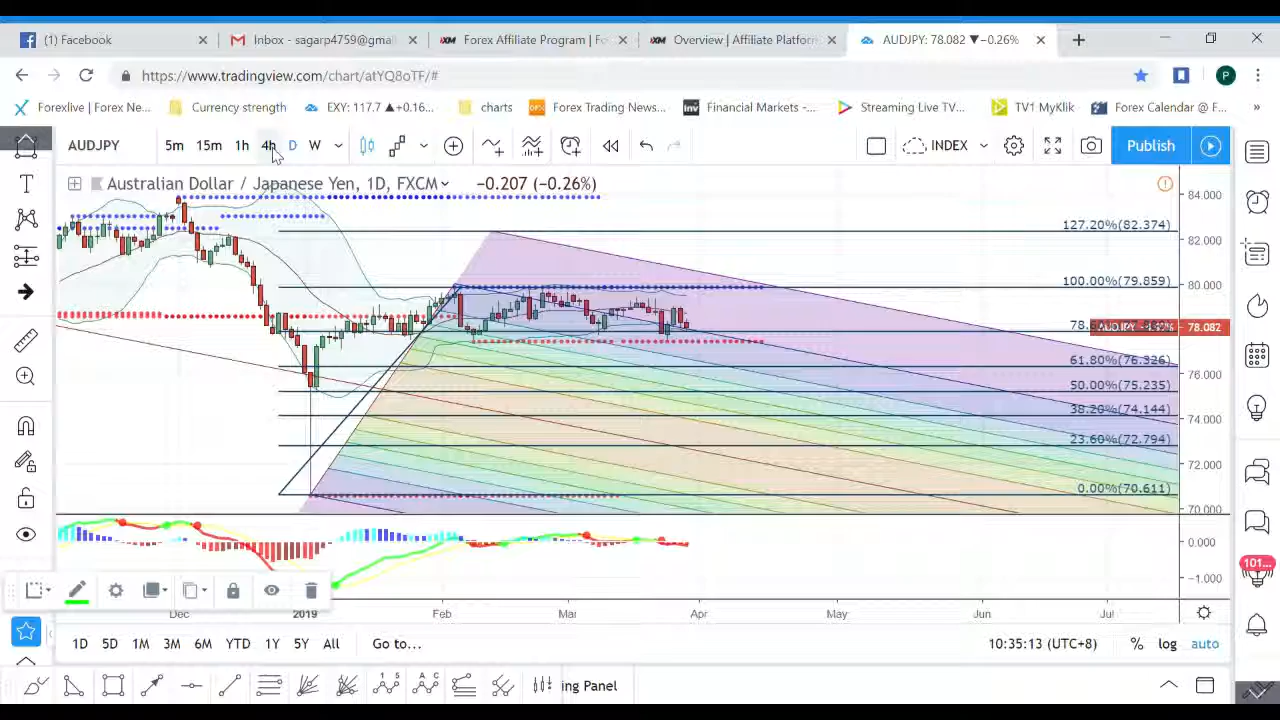 (1) Facebook
Inbox - sagarp4759@gmai
XM Forex Affiliate Program | Fo
XM Overview | Affiliate Platform
AUDJPY: 78.082 ▼−0.26%
https://www.tradingview.com/chart/atYQ8oTF/#
P
Forexlive | Forex Ne...
Currency strength
EXY: 117.7 ▲+0.16...
charts
Forex Trading News...
Inv Financial Markets -...
Streaming Live TV...
TV1 MyKlik
Forex Calendar @ F...
»
AUDJPY
5m 15m 1h 4h D W
INDEX
Publish
Australian Dollar / Japanese Yen, 1D, FXCM
−0.207 (−0.26%)
84.000
127.20%(82.374)
82.000
100.00%(79.859)
80.000
78.082
61.80%(76.326)
76.000
50.00%(75.235)
38.20%(74.144)
74.000
23.60%(72.794)
72.000
0.00%(70.611)
70.000
0.000
−1.000
101...
Dec 2019 Feb Mar Apr May Jun Jul
1D 5D 1M 3M 6M YTD 1Y 5Y All Go to...
10:35:13 (UTC+8)
% log auto
ing Panel